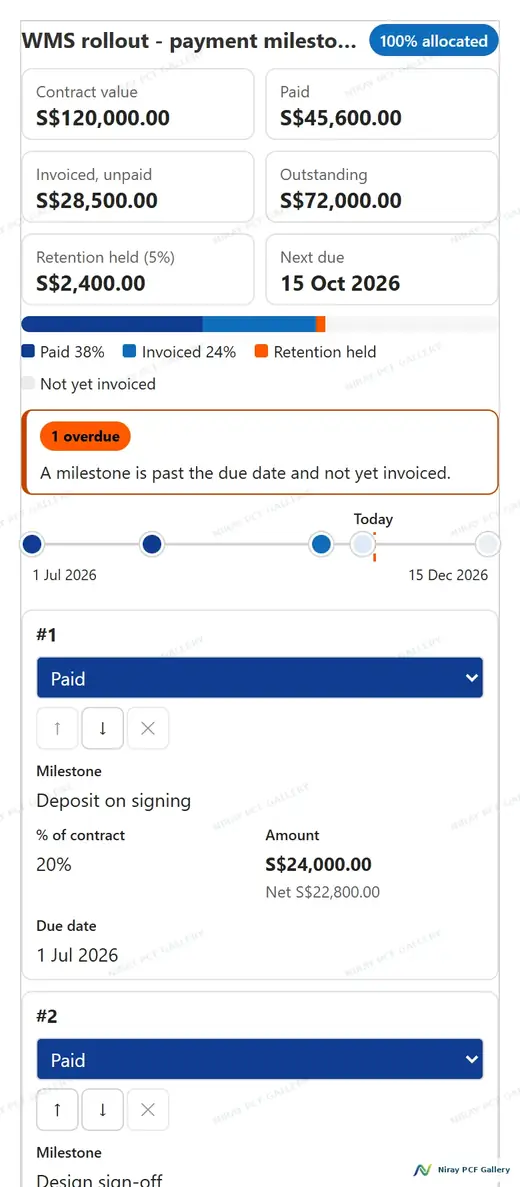 WMS rollout - payment milesto... 100% allocated
Contract value Paid
S$120,000.00 S$45,600.00
Invoiced, unpaid Outstanding
S$28,500.00 S$72,000.00
Retention held (5%) Next due
S$2,400.00 15 Oct 2026
Paid 38% Invoiced 24% Retention held
Not yet invoiced
1 overdue
A milestone is past the due date and not yet invoiced.
Today
1 Jul 2026 15 Dec 2026
#1
Paid
↑ ↓ ×
Milestone
Deposit on signing
% of contract Amount
20% S$24,000.00
Net S$22,800.00
Due date
1 Jul 2026
#2
Paid
↑ ↓ ×
Milestone
Design sign-off
Niray PCF Gallery
NIRAY PCF GALLERY